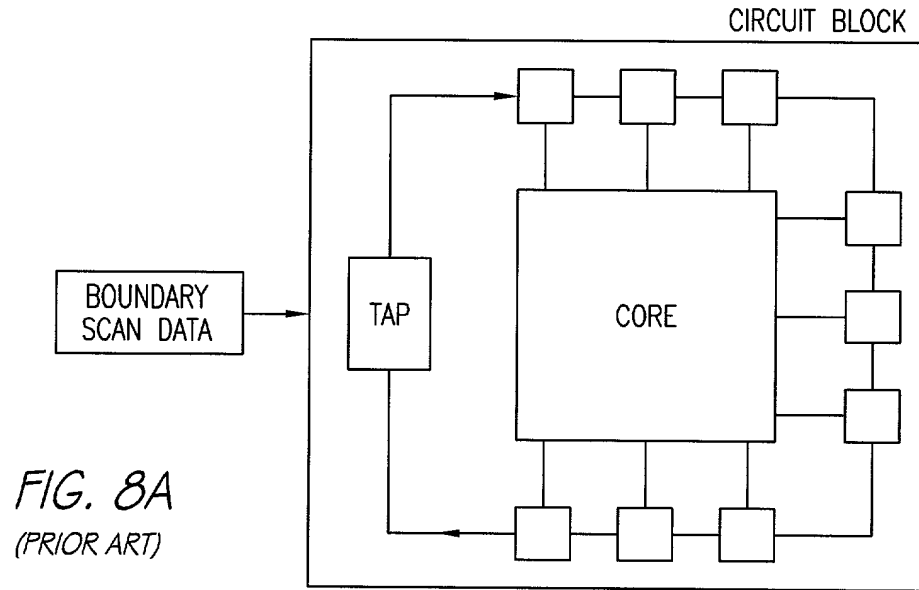 CIRCUIT BLOCK
BOUNDARY
SCAN DATA
TAP
CORE
FIG. 8A
(PRIOR ART)